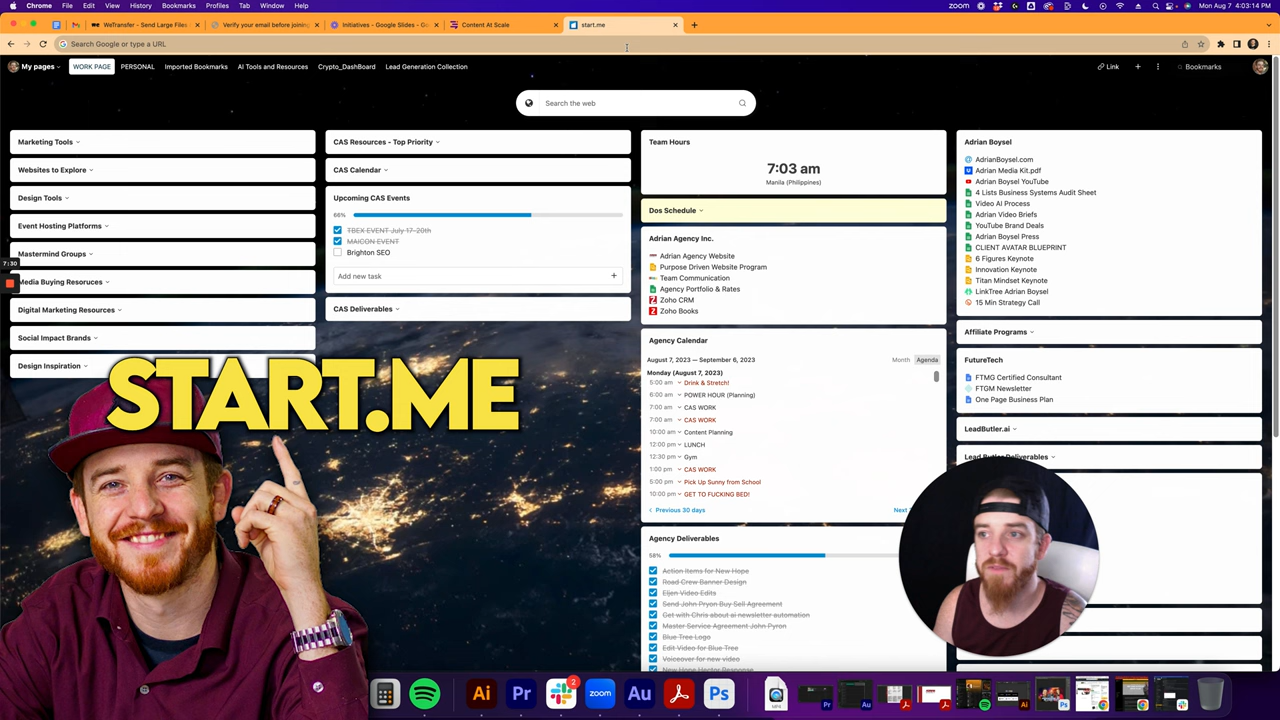 Chrome File Edit View History Bookmarks Profiles Tab Window Help
zoom Mon Aug 7 4:03:14 PM
WeTransfer - Send Large Files
Verify your email before joining
Initiatives - Google Slides - Go
Content AI Scale
start.me
Search Google or type a URL
My pages WORK PAGE PERSONAL Imported Bookmarks AI Tools and Resources Crypto_DashBoard Lead Generation Collection
Link
Bookmarks
Search the web
Marketing Tools
Websites to Explore
Design Tools
Event Hosting Platforms
7:30
Mastermind Groups
Media Buying Resoruces
Digital Marketing Resources
Social Impact Brands
Design Inspiration
START.ME
CAS Resources - Top Priority
CAS Calendar
Upcoming CAS Events
66%
TBEX EVENT July 17-20th
MAICON EVENT
Brighton SEO
Add new task
CAS Deliverables
Team Hours
7:03 am
Manila (Philippines)
Dos Schedule
Adrian Agency Inc.
Adrian Agency Website
Purpose Driven Website Program
Team Communication
Agency Portfolio & Rates
Zoho CRM
Zoho Books
Agency Calendar
August 7, 2023 — September 6, 2023 Month Agenda
Monday (August 7, 2023)
5:00 am Drink & Stretch!
6:00 am POWER HOUR (Planning)
7:00 am CAS WORK
7:00 am CAS WORK
10:00 am Content Planning
12:00 pm LUNCH
12:30 pm Gym
1:00 pm CAS WORK
5:00 pm Pick Up Sunny from School
10:00 pm GET TO FUCKING BED!
Previous 30 days Next
Agency Deliverables
58%
Action Items for New Hope
Road Crew Banner Design
Eljen Video Edits
Send John Pryon Buy Sell Agreement
Get with Chris about ai newsletter automation
Master Service Agreement John Pyron
Blue Tree Logo
Edit Video for Blue Tree
Voiceover for new video
New Hope Hector Response
Adrian Boysel
AdrianBoysel.com
Adrian Media Kit.pdf
Adrian Boysel YouTube
4 Lists Business Systems Audit Sheet
Video AI Process
Adrian Video Briefs
YouTube Brand Deals
Adrian Boysel Press
CLIENT AVATAR BLUEPRINT
6 Figures Keynote
Innovation Keynote
Titan Mindset Keynote
LinkTree Adrian Boysel
15 Min Strategy Call
Affiliate Programs
FutureTech
FTMG Certified Consultant
FTGM Newsletter
One Page Business Plan
LeadButler.ai
Lead Butler Deliverables
Ai Pr 2 zoom Au Ps